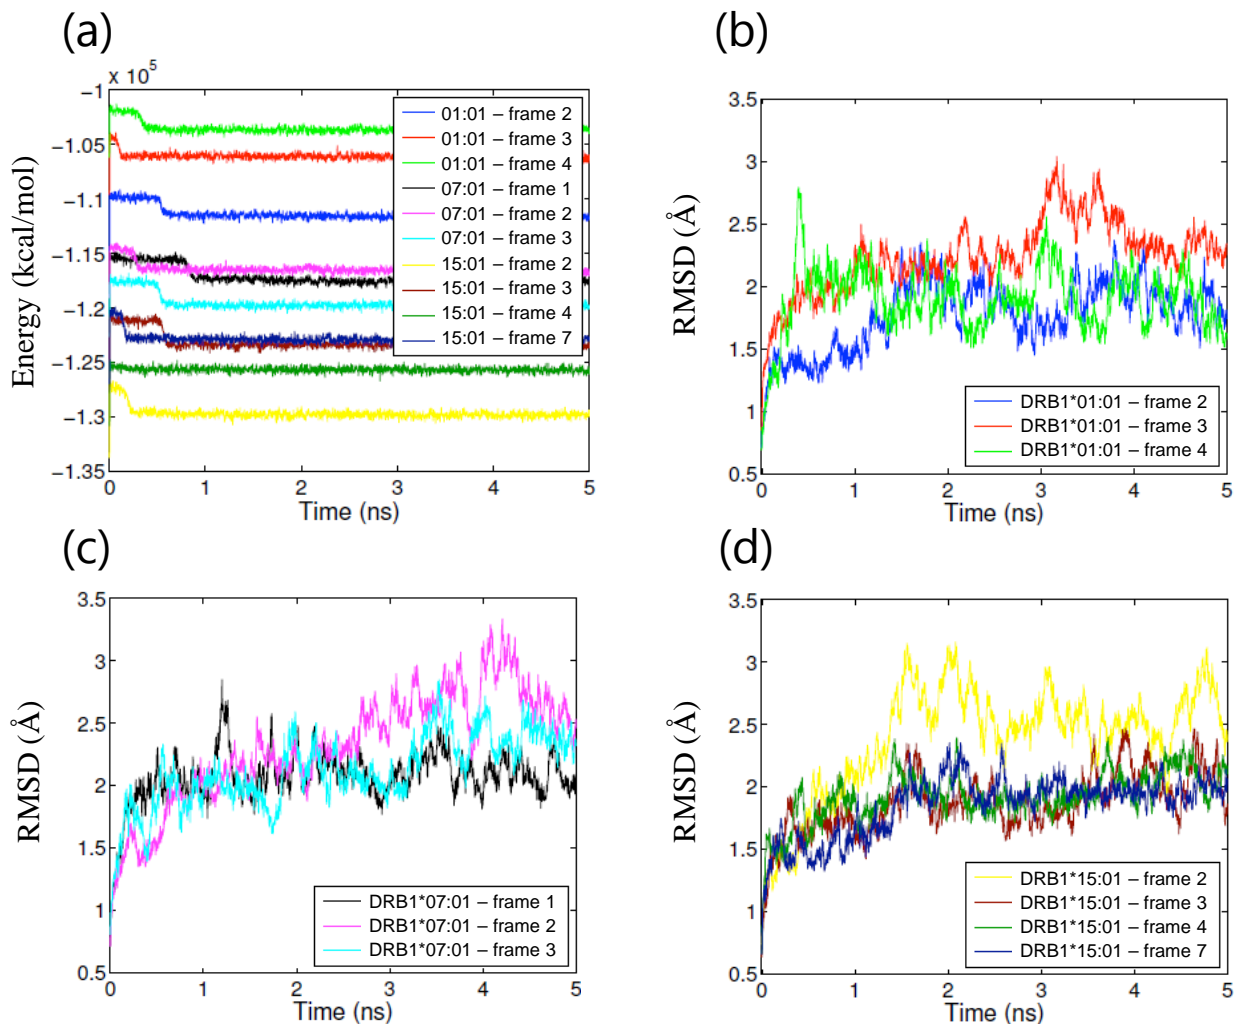 (a)
× 10⁵
−1
−1.05
−1.1
−1.15
−1.2
−1.25
−1.3
−1.35
Energy (kcal/mol)
0 1 2 3 4 5
Time (ns)
01:01 – frame 2
01:01 – frame 3
01:01 – frame 4
07:01 – frame 1
07:01 – frame 2
07:01 – frame 3
15:01 – frame 2
15:01 – frame 3
15:01 – frame 4
15:01 – frame 7
(b)
3.5
3
2.5
2
1.5
1
0.5
RMSD (Å)
0 1 2 3 4 5
Time (ns)
DRB1*01:01 – frame 2
DRB1*01:01 – frame 3
DRB1*01:01 – frame 4
(c)
3.5
3
2.5
2
1.5
1
0.5
RMSD (Å)
0 1 2 3 4 5
Time (ns)
DRB1*07:01 – frame 1
DRB1*07:01 – frame 2
DRB1*07:01 – frame 3
(d)
3.5
3
2.5
2
1.5
1
0.5
RMSD (Å)
0 1 2 3 4 5
Time (ns)
DRB1*15:01 – frame 2
DRB1*15:01 – frame 3
DRB1*15:01 – frame 4
DRB1*15:01 – frame 7